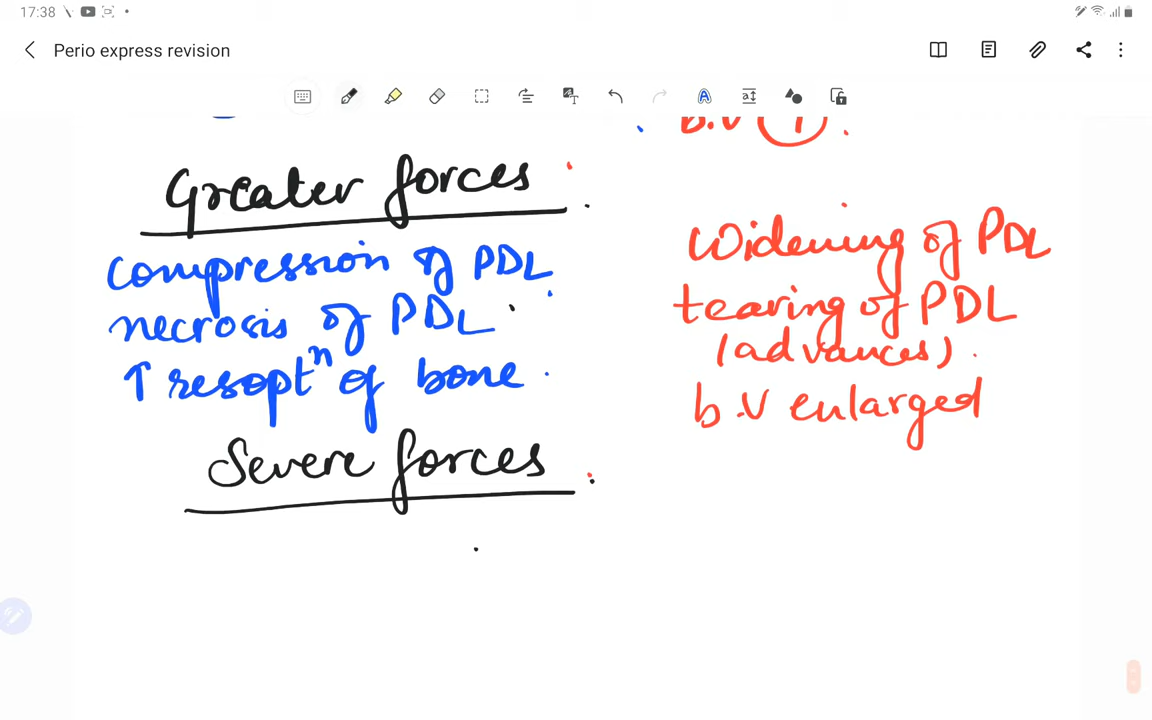 17:38
Perio express revision
b.v ↑.
Greater forces
compression of PDL
necrosis of PDL
↑ resoptⁿ of bone
Widening of PDL
tearing of PDL
(advances).
b.v enlarged
Severe forces